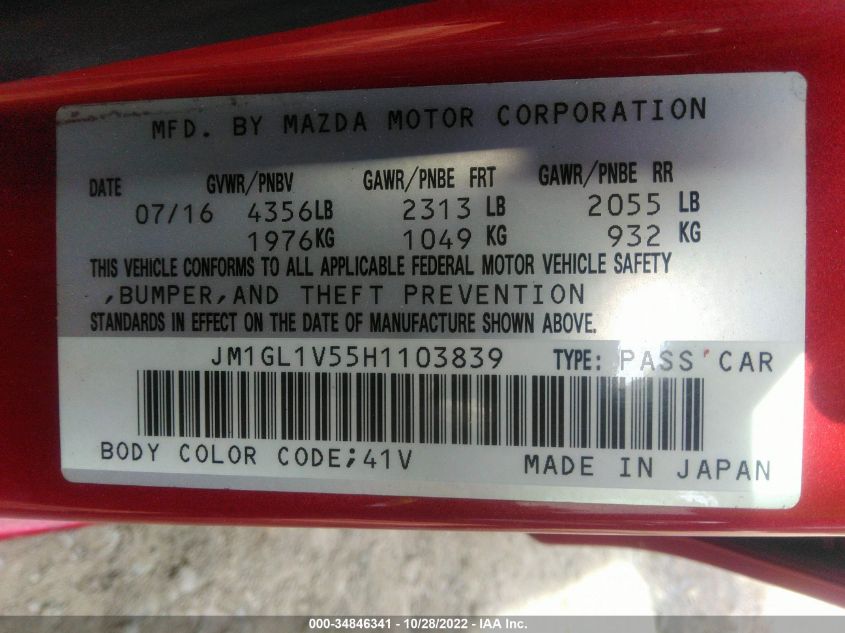 MFD. BY MAZDA MOTOR CORPORATION
DATE GVWR/PNBV GAWR/PNBE FRT GAWR/PNBE RR
07/16 4356LB 2313 LB 2055 LB
1976KG 1049 KG 932 KG
THIS VEHICLE CONFORMS TO ALL APPLICABLE FEDERAL MOTOR VEHICLE SAFETY
,BUMPER,AND THEFT PREVENTION
STANDARDS IN EFFECT ON THE DATE OF MANUFACTURE SHOWN ABOVE.
JM1GL1V55H1103839 TYPE: PASS'CAR
BODY COLOR CODE;41V MADE IN JAPAN
000-34846341 - 10/28/2022 - IAA Inc.